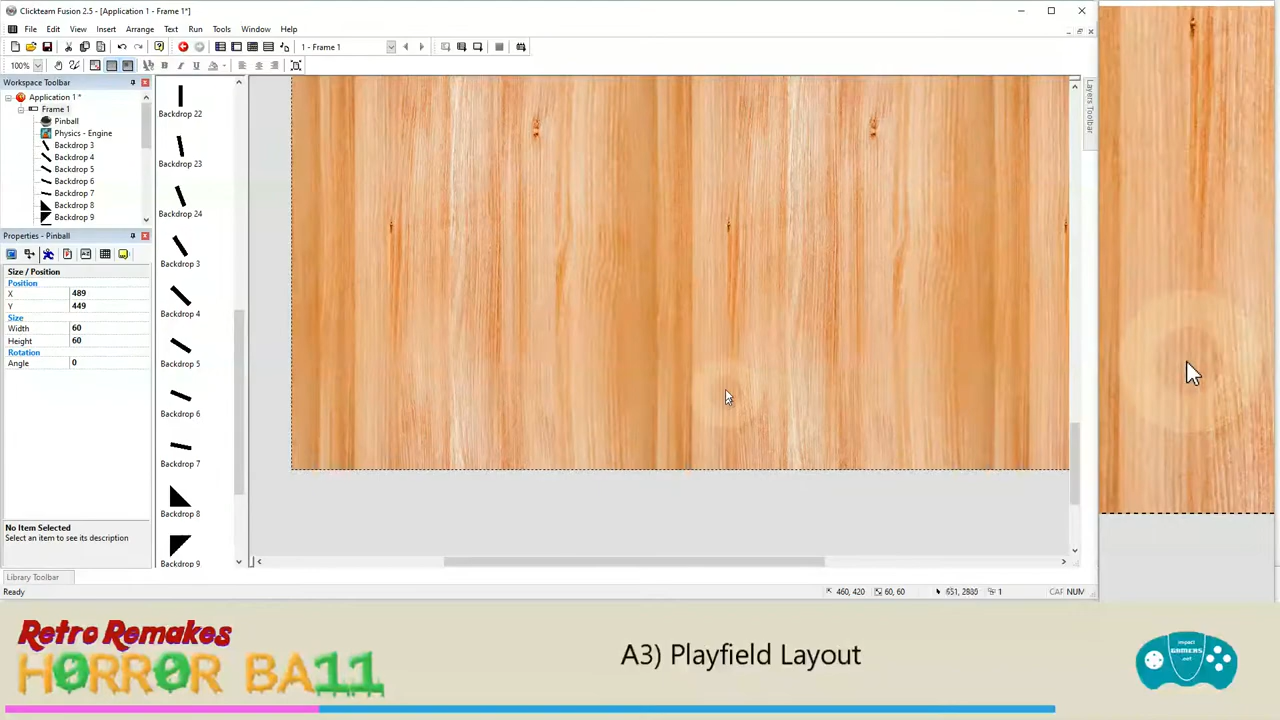 Clickteam Fusion 2.5 - [Application 1 - Frame 1*]
File Edit View Insert Arrange Text Run Tools Window Help
1 - Frame 1
100%
Workspace Toolbar
Application 1 *
Frame 1
Pinball
Physics - Engine
Backdrop 3
Backdrop 4
Backdrop 5
Backdrop 6
Backdrop 7
Backdrop 8
Backdrop 9
Properties - Pinball
Size / Position
Position
X 489
Y 449
Size
Width 60
Height 60
Rotation
Angle 0
No Item Selected
Select an item to see its description
Library Toolbar
Ready
Backdrop 22
Backdrop 23
Backdrop 24
Backdrop 3
Backdrop 4
Backdrop 5
Backdrop 6
Backdrop 7
Backdrop 8
Backdrop 9
Layers Toolbar
460, 420 60, 60 651, 2889 1 CAP NUM
Retro Remakes
HORROR BA11
A3) Playfield Layout
impact
GAMERS
.net